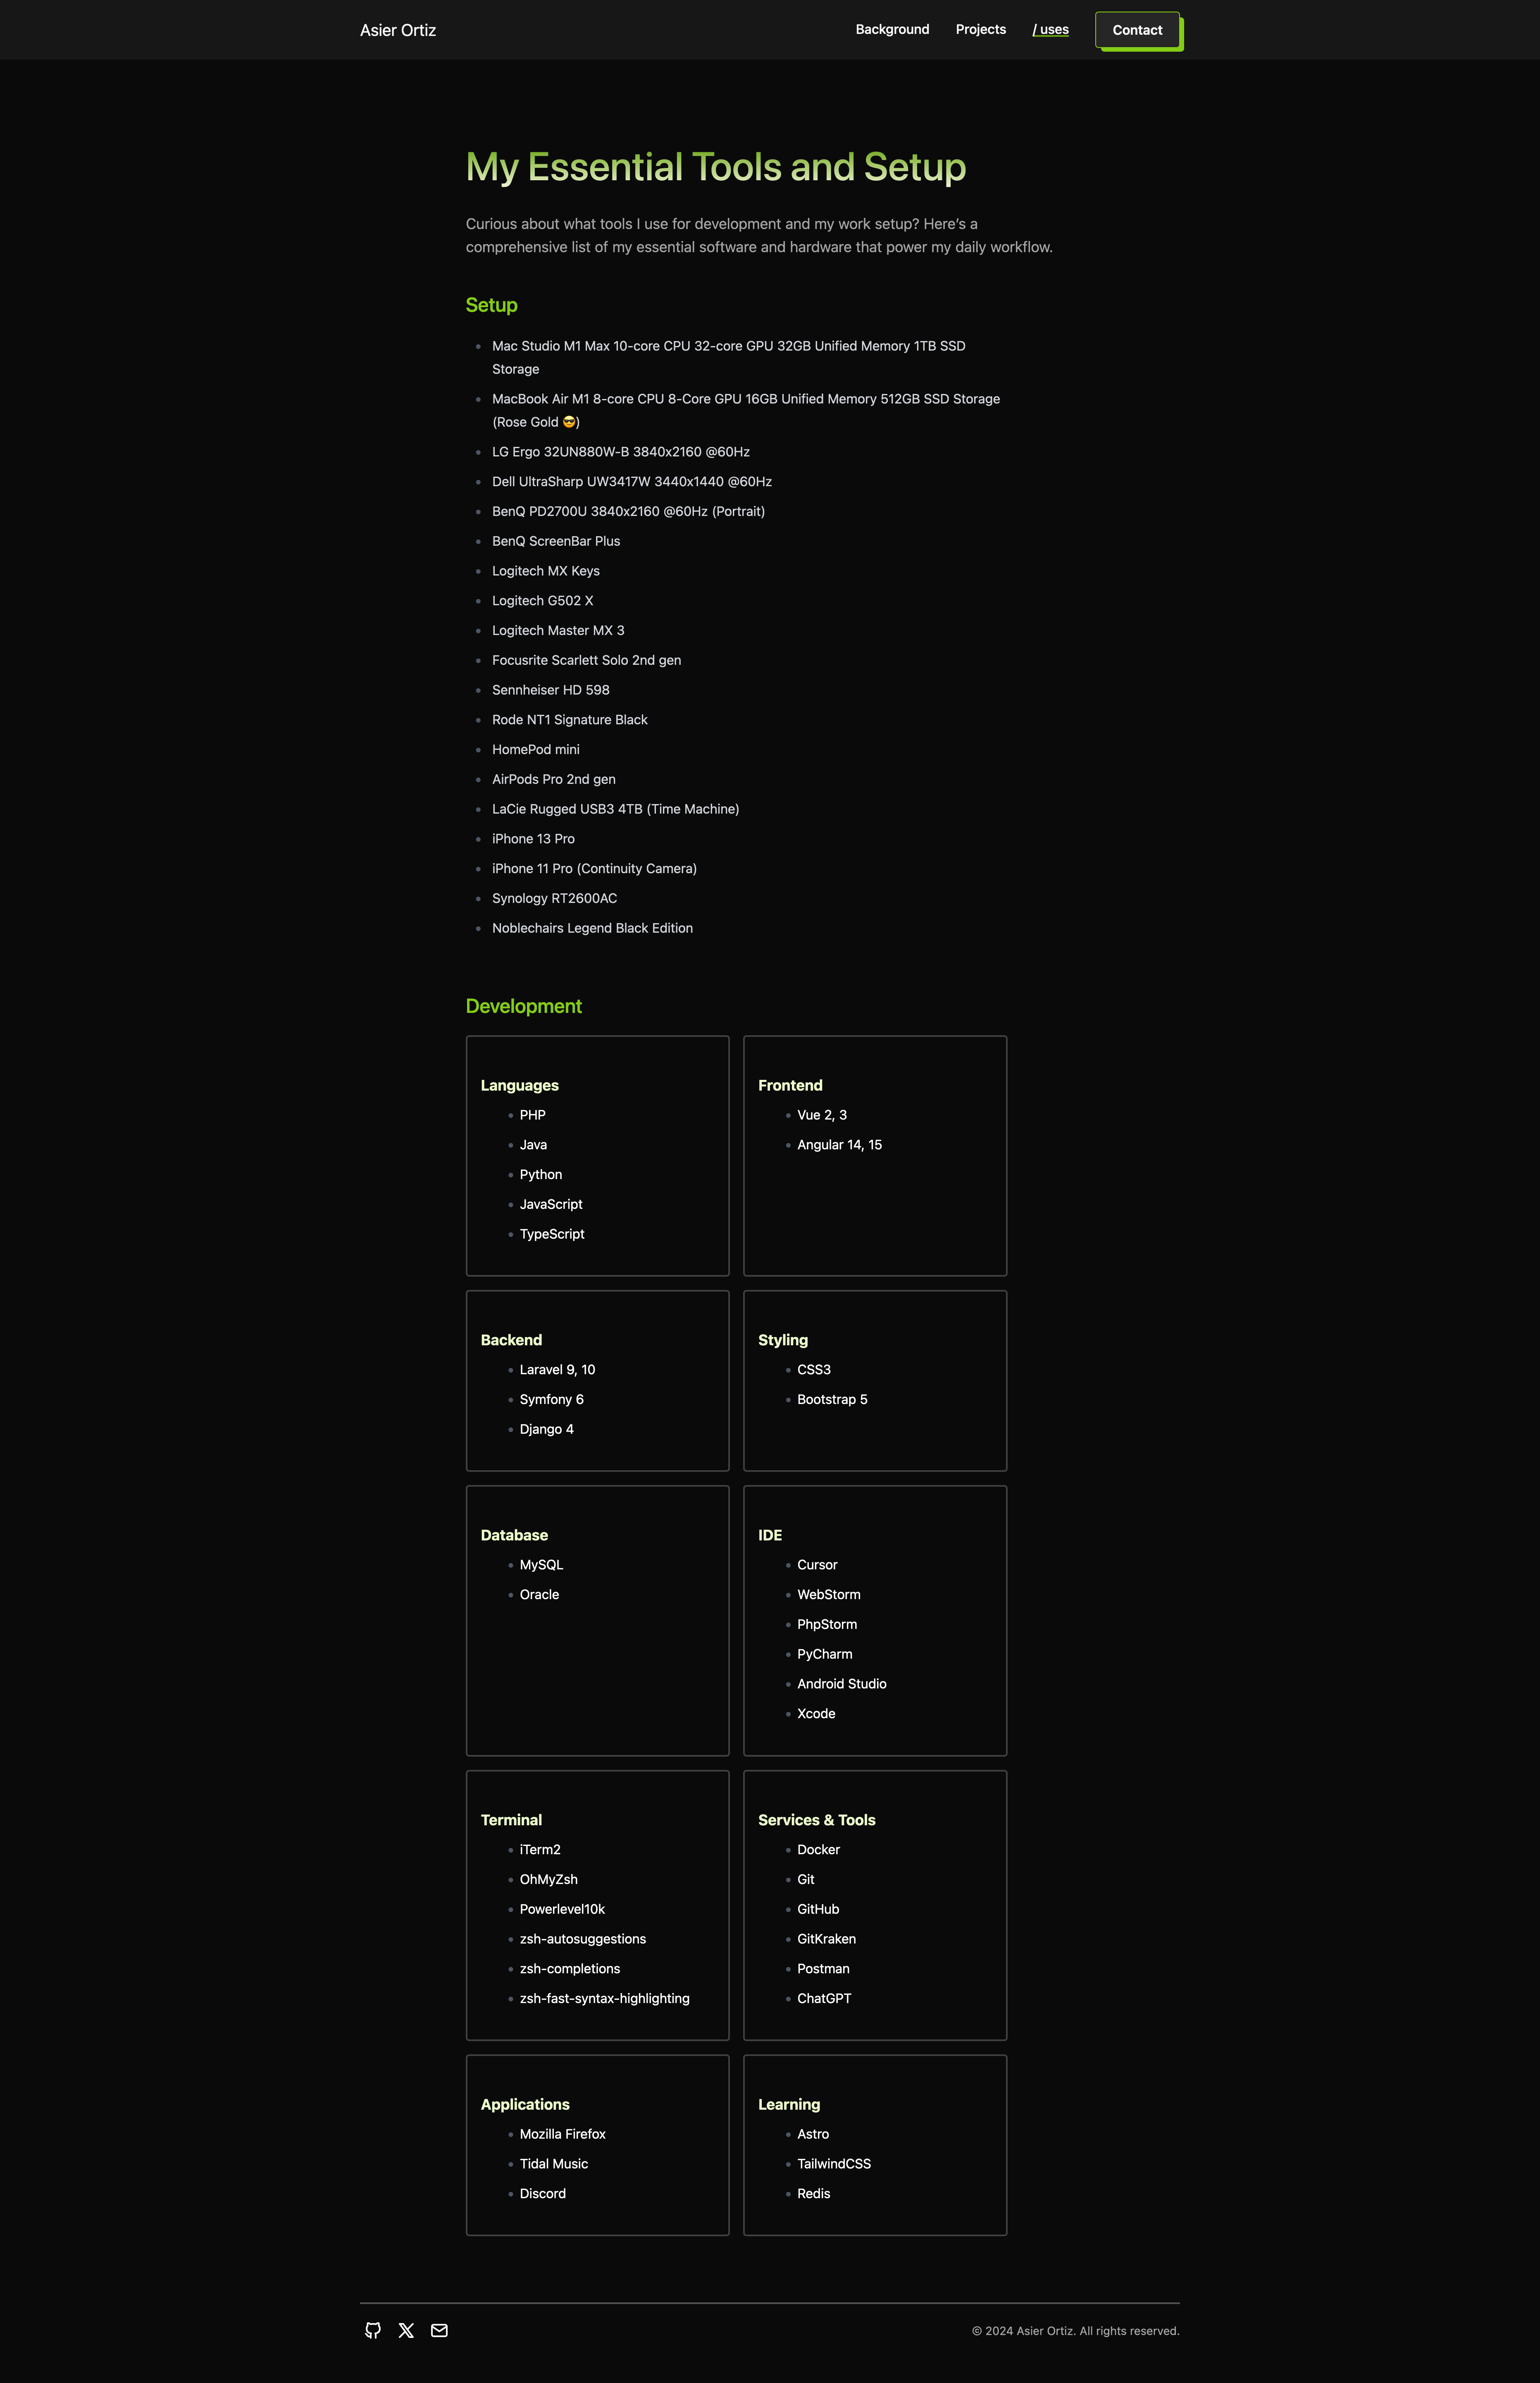 Asier Ortiz
Background
Projects
/ uses
Contact
My Essential Tools and Setup
Curious about what tools I use for development and my work setup? Here’s a
comprehensive list of my essential software and hardware that power my daily workflow.
Setup
Mac Studio M1 Max 10-core CPU 32-core GPU 32GB Unified Memory 1TB SSD
Storage
MacBook Air M1 8-core CPU 8-Core GPU 16GB Unified Memory 512GB SSD Storage
(Rose Gold 😎)
LG Ergo 32UN880W-B 3840x2160 @60Hz
Dell UltraSharp UW3417W 3440x1440 @60Hz
BenQ PD2700U 3840x2160 @60Hz (Portrait)
BenQ ScreenBar Plus
Logitech MX Keys
Logitech G502 X
Logitech Master MX 3
Focusrite Scarlett Solo 2nd gen
Sennheiser HD 598
Rode NT1 Signature Black
HomePod mini
AirPods Pro 2nd gen
LaCie Rugged USB3 4TB (Time Machine)
iPhone 13 Pro
iPhone 11 Pro (Continuity Camera)
Synology RT2600AC
Noblechairs Legend Black Edition
Development
Languages
PHP
Java
Python
JavaScript
TypeScript
Frontend
Vue 2, 3
Angular 14, 15
Backend
Laravel 9, 10
Symfony 6
Django 4
Styling
CSS3
Bootstrap 5
Database
MySQL
Oracle
IDE
Cursor
WebStorm
PhpStorm
PyCharm
Android Studio
Xcode
Terminal
iTerm2
OhMyZsh
Powerlevel10k
zsh-autosuggestions
zsh-completions
zsh-fast-syntax-highlighting
Services & Tools
Docker
Git
GitHub
GitKraken
Postman
ChatGPT
Applications
Mozilla Firefox
Tidal Music
Discord
Learning
Astro
TailwindCSS
Redis
© 2024 Asier Ortiz. All rights reserved.